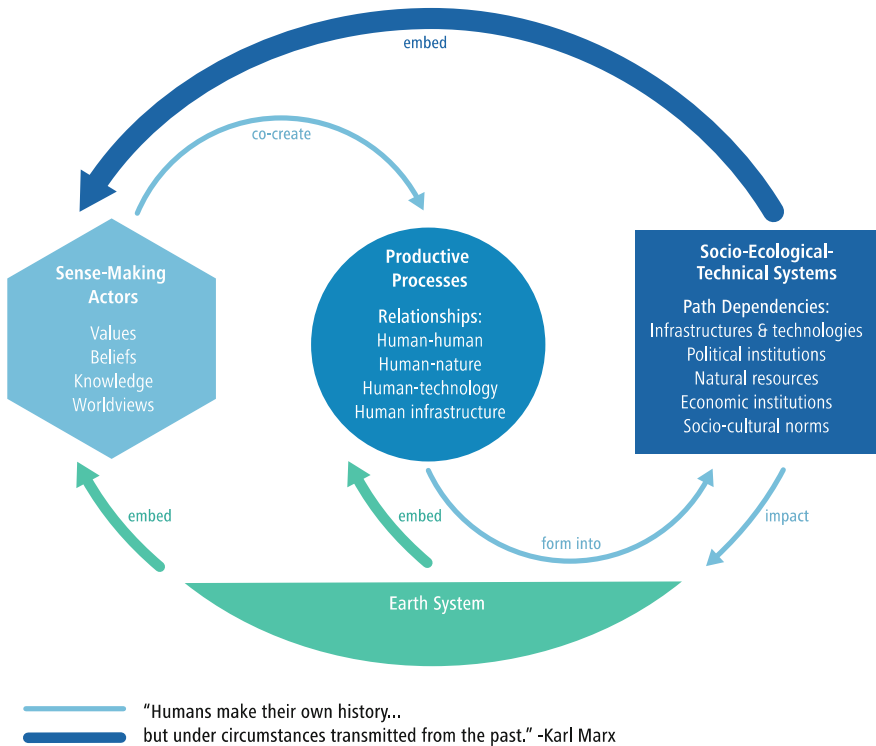 embed
co-create
Sense-Making
Actors
Values
Beliefs
Knowledge
Worldviews
Productive
Processes
Relationships:
Human-human
Human-nature
Human-technology
Human infrastructure
Socio-Ecological-
Technical Systems
Path Dependencies:
Infrastructures & technologies
Political institutions
Natural resources
Economic institutions
Socio-cultural norms
embed
embed
form into
impact
Earth System
“Humans make their own history...
but under circumstances transmitted from the past.” -Karl Marx